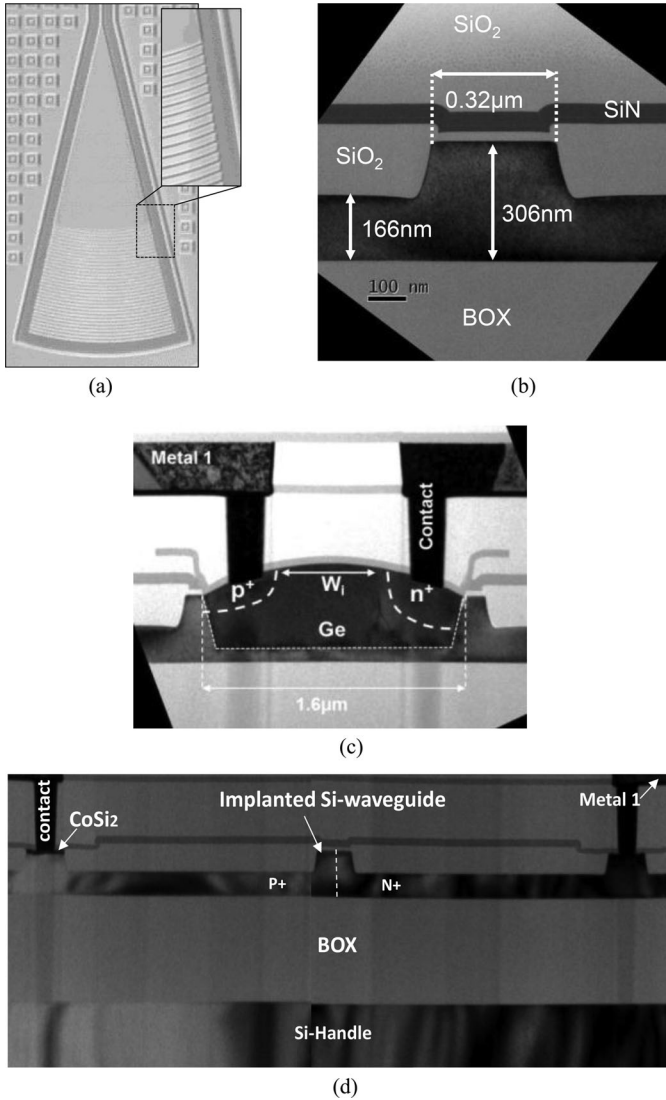 (a)
SiO2
0.32µm
SiN
SiO2
166nm
306nm
100 nm
BOX
(b)
Metal 1
Contact
p+
Wi
n+
Ge
1.6µm
(c)
contact
CoSi2
Implanted Si-waveguide
Metal 1
P+
N+
BOX
Si-Handle
(d)